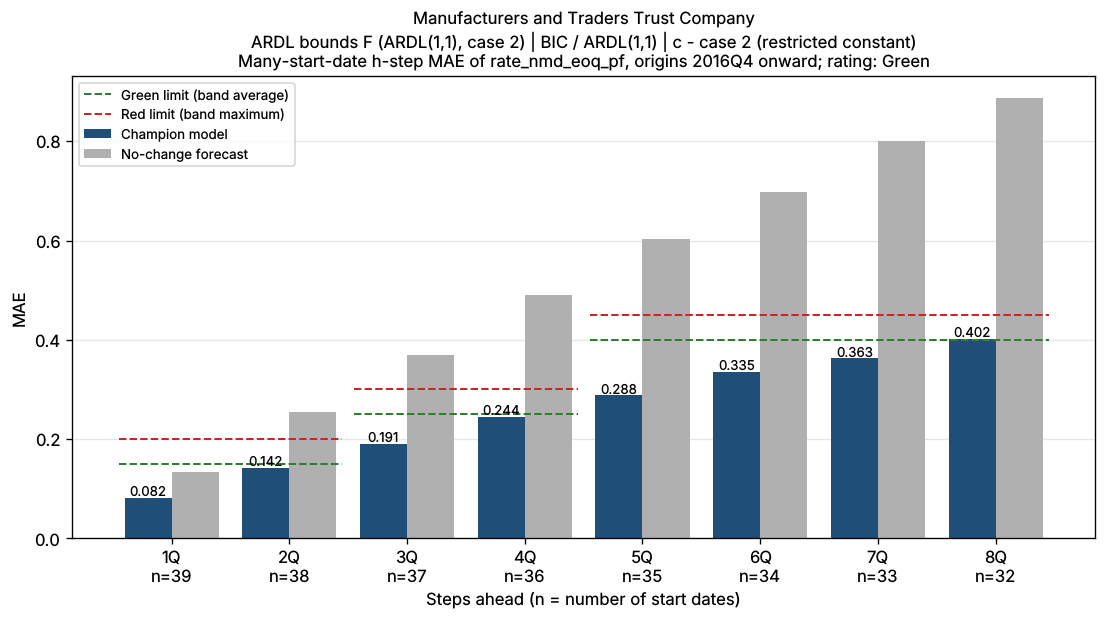 Manufacturers and Traders Trust Company
ARDL bounds F (ARDL(1,1), case 2) | BIC / ARDL(1,1) | c - case 2 (restricted constant)
Many-start-date h-step MAE of rate_nmd_eoq_pf, origins 2016Q4 onward; rating: Green
Green limit (band average)
Red limit (band maximum)
Champion model
No-change forecast
MAE
0.8
0.6
0.4
0.2
0.0
0.082
0.142
0.191
0.244
0.288
0.335
0.363
0.402
1Q
n=39
2Q
n=38
3Q
n=37
4Q
n=36
5Q
n=35
6Q
n=34
7Q
n=33
8Q
n=32
Steps ahead (n = number of start dates)